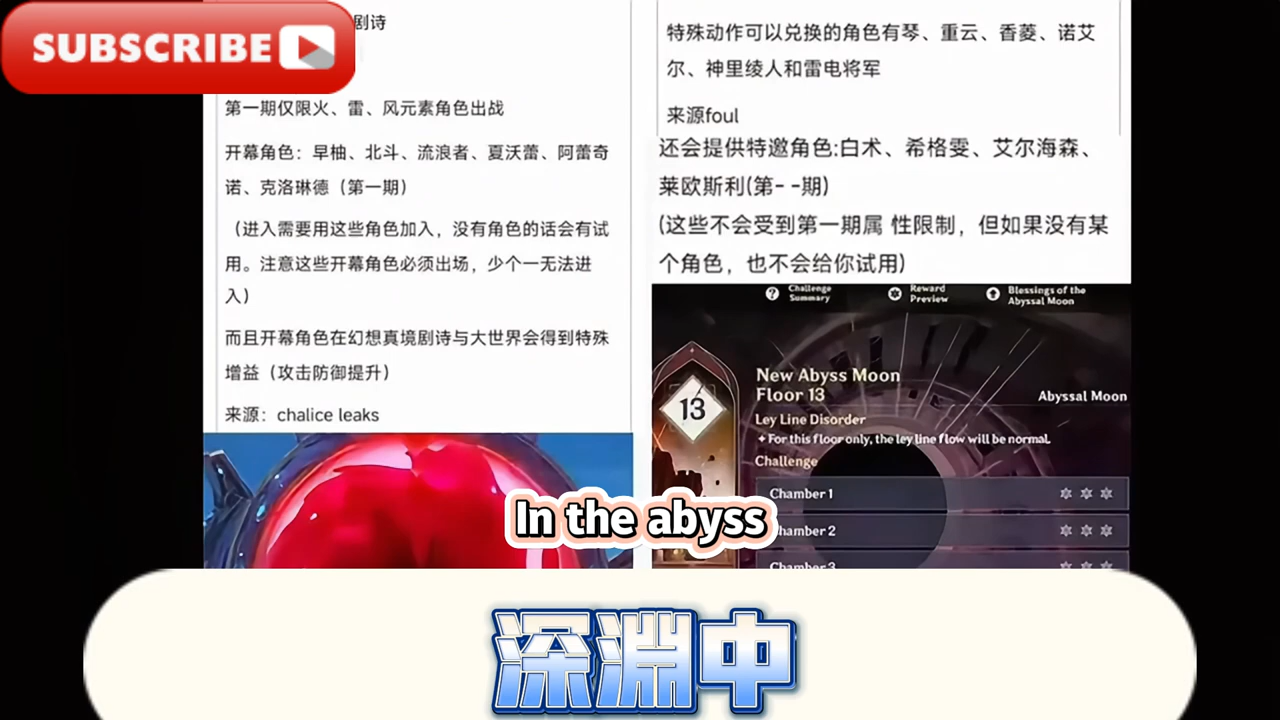 SUBSCRIBE
剧诗
第一期仅限火、雷、风元素角色出战
开幕角色：早柚、北斗、流浪者、夏沃蕾、阿蕾奇
诺、克洛琳德（第一期）
（进入需要用这些角色加入，没有角色的话会有试
用。注意这些开幕角色必须出场，少个一无法进
入）
而且开幕角色在幻想真境剧诗与大世界会得到特殊
增益（攻击防御提升）
来源：chalice leaks
特殊动作可以兑换的角色有琴、重云、香菱、诺艾
尔、神里绫人和雷电将军
来源foul
还会提供特邀角色:白术、希格雯、艾尔海森、
莱欧斯利(第- -期)
(这些不会受到第一期属 性限制，但如果没有某
个角色，也不会给你试用)
Challenge
Summary
Reward
Preview
Blessings of the
Abyssal Moon
13
New Abyss Moon
Floor 13
Abyssal Moon
Ley Line Disorder
For this floor only, the ley line flow will be normal.
Challenge
Chamber 1
Chamber 2
Chamber 3
In the abyss
深渊中